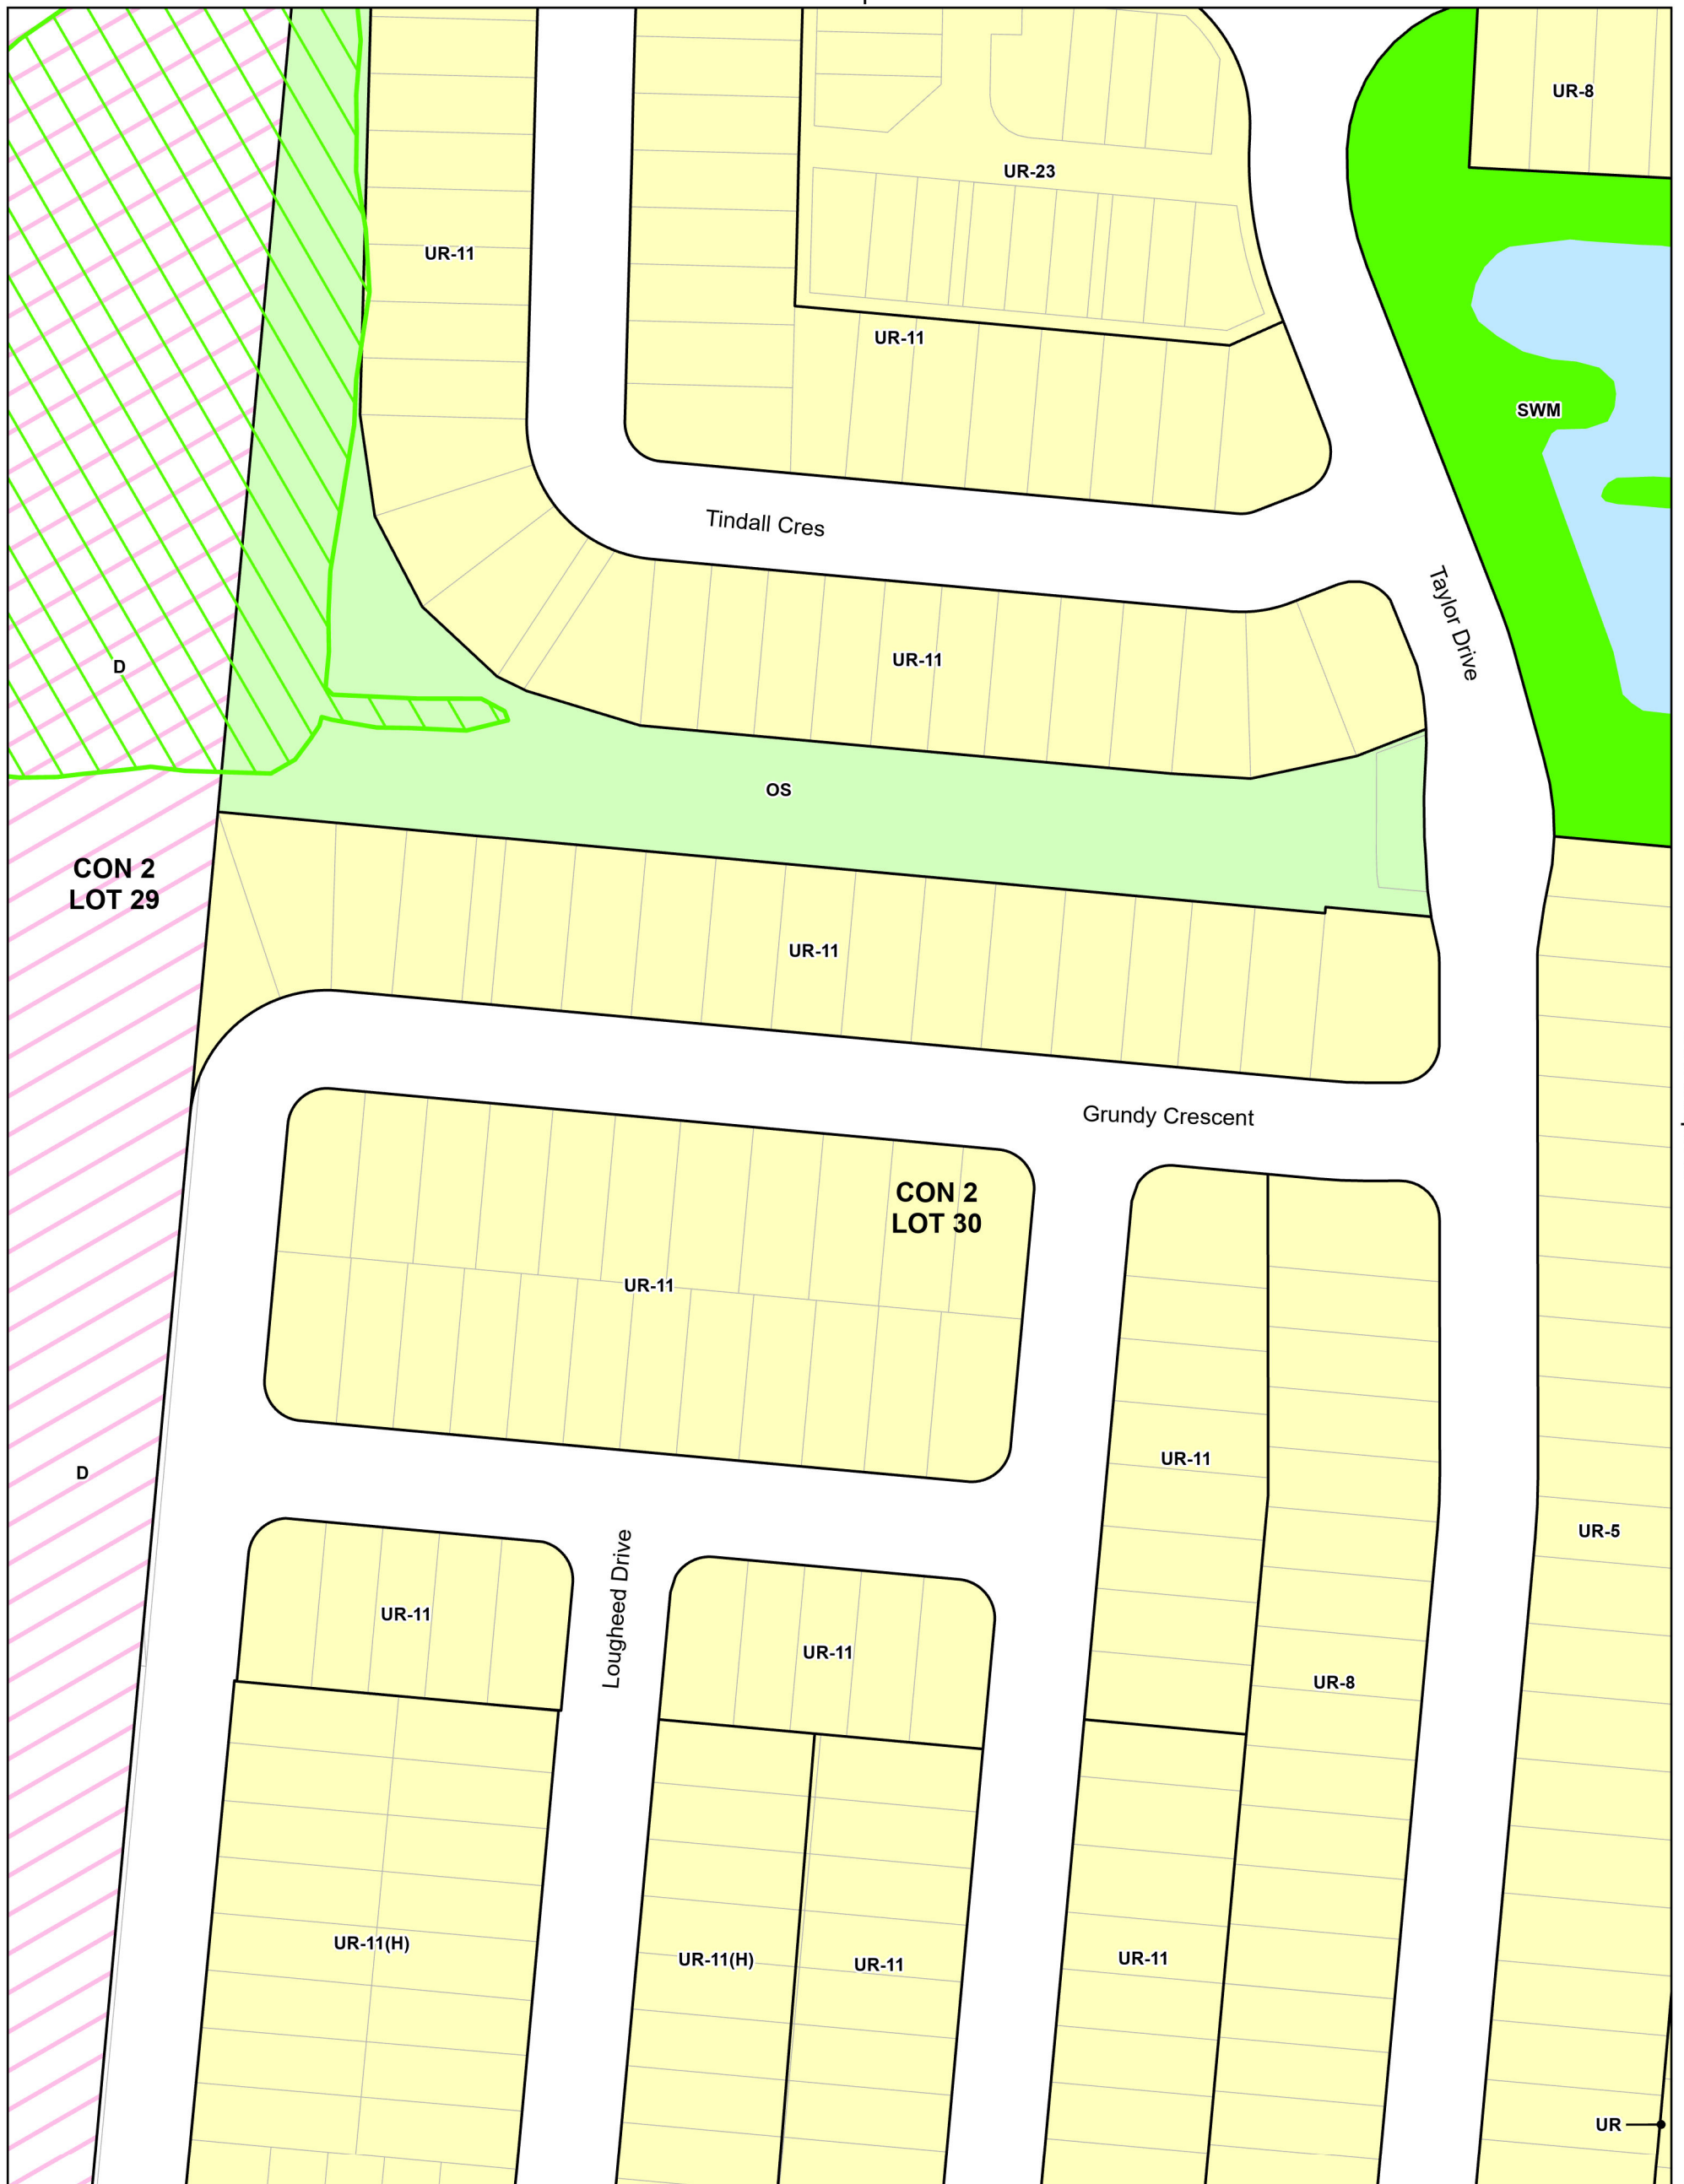 UR-8
UR-23
UR-11
UR-11
SWM
Tindall Cres
Taylor Drive
UR-11
D
OS
CON 2
LOT 29
UR-11
Grundy Crescent
CON 2
LOT 30
UR-11
UR-11
D
UR-5
Lougheed Drive
UR-11
UR-11
UR-8
UR-11(H)
UR-11(H)
UR-11
UR-11
UR